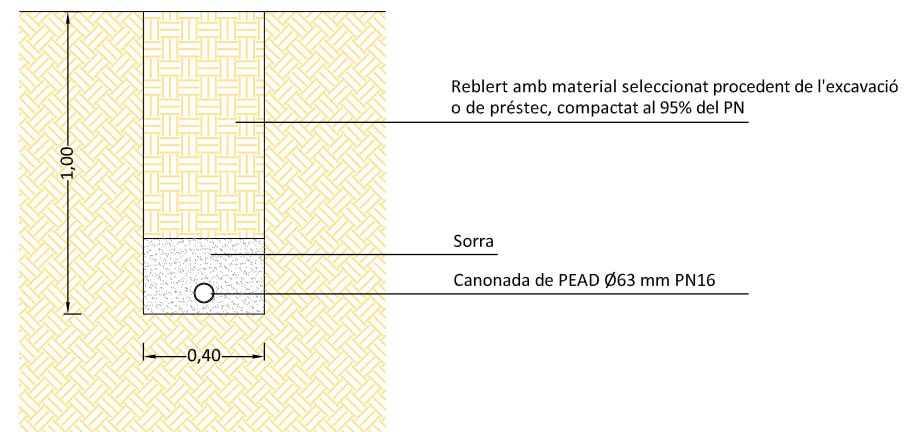 Reblert amb material seleccionat procedent de l'excavació
o de préstec, compactat al 95% del PN
1,00
Sorra
Canonada de PEAD Ø63 mm PN16
0,40